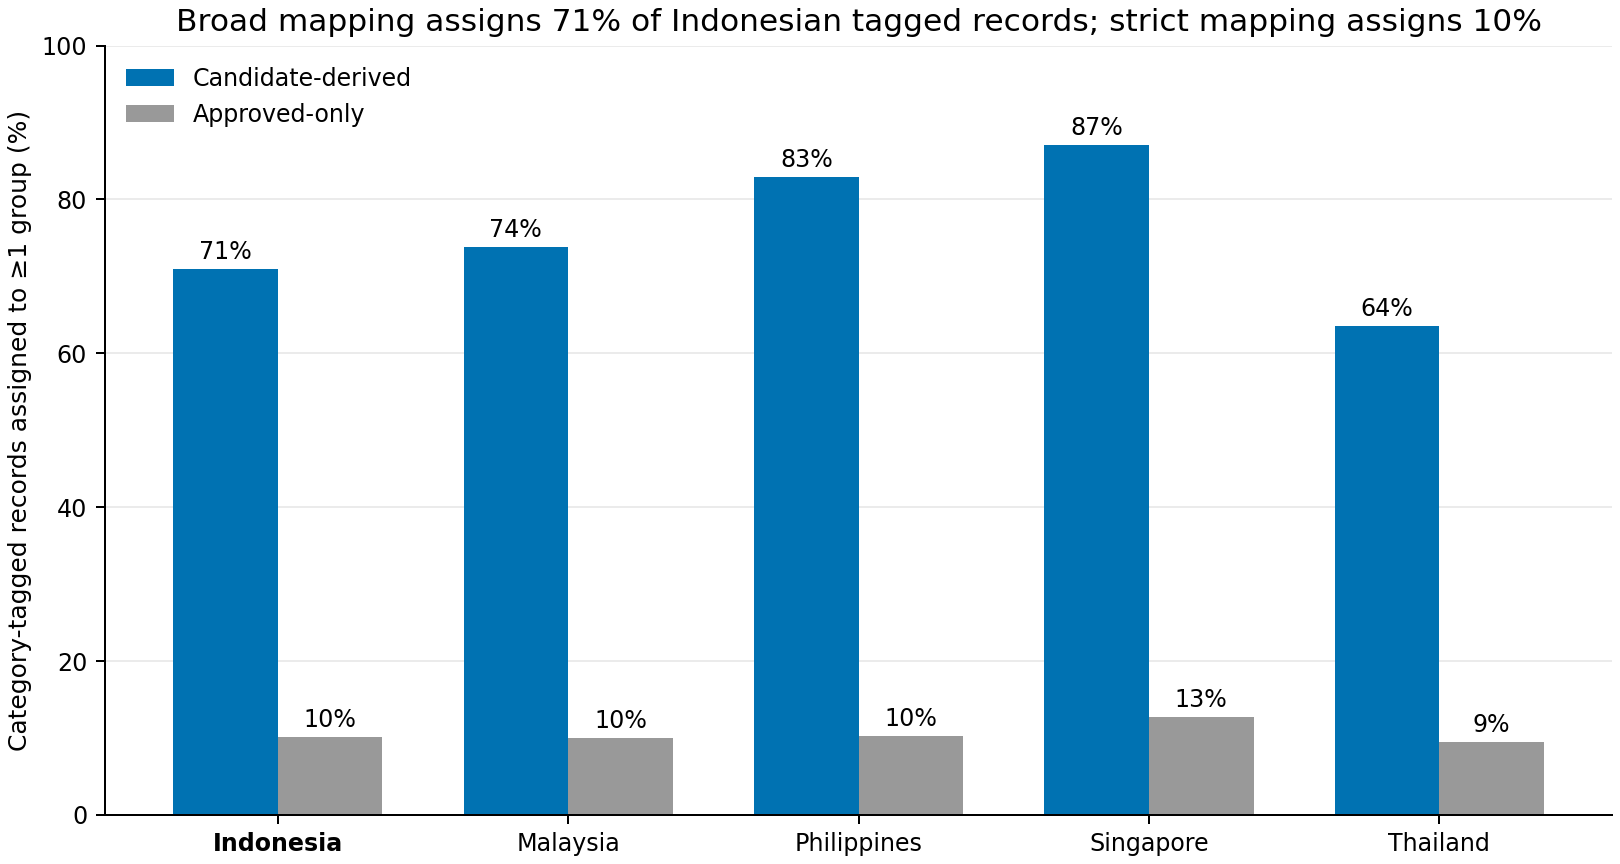 Broad mapping assigns 71% of Indonesian tagged records; strict mapping assigns 10%
Category-tagged records assigned to ≥1 group (%)
100
80
60
40
20
0
Candidate-derived
Approved-only
71%
10%
74%
10%
83%
10%
87%
13%
64%
9%
Indonesia
Malaysia
Philippines
Singapore
Thailand